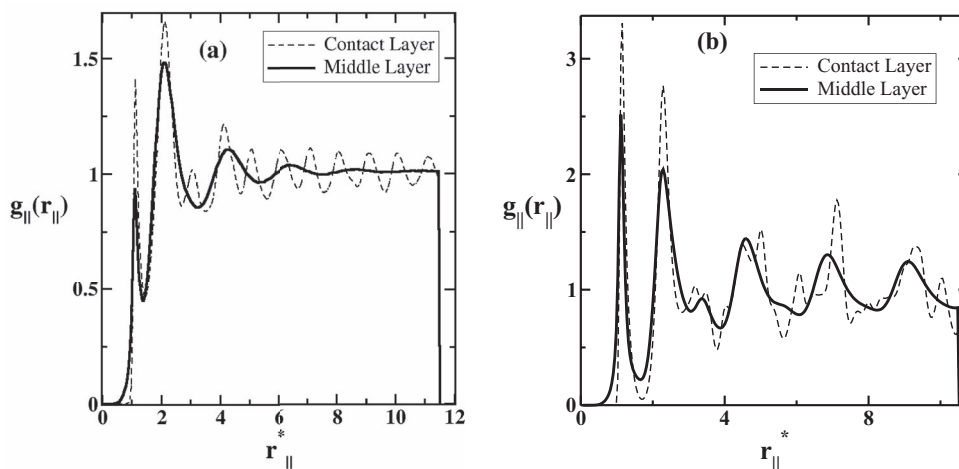 (a)
Contact Layer
Middle Layer
1.5
1
0.5
0
g||(r||)
0 2 4 6 8 10 12
r*||
(b)
Contact Layer
Middle Layer
3
2
1
0
g||(r||)
0 4 8
r||*